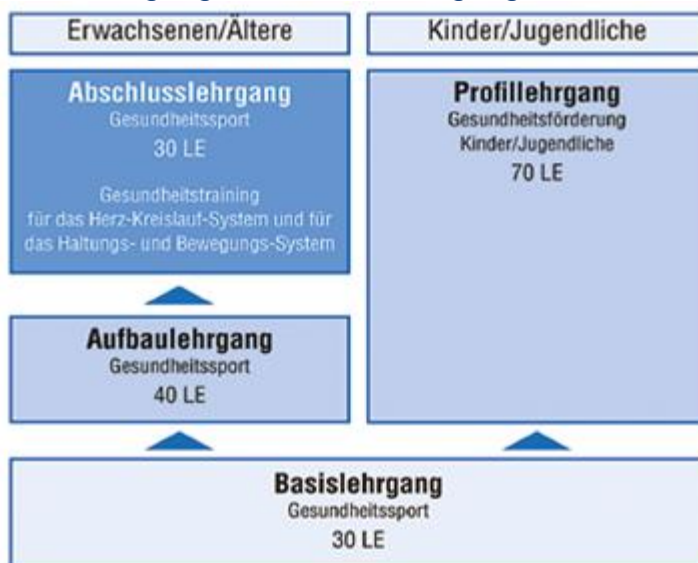 Erwachsenen/Ältere
Kinder/Jugendliche
Abschlusslehrgang
Gesundheitssport
30 LE
Gesundheitstraining
für das Herz-Kreislauf-System und für
das Haltungs- und Bewegungs-System
Profillehrgang
Gesundheitsförderung
Kinder/Jugendliche
70 LE
Aufbaulehrgang
Gesundheitssport
40 LE
Basislehrgang
Gesundheitssport
30 LE